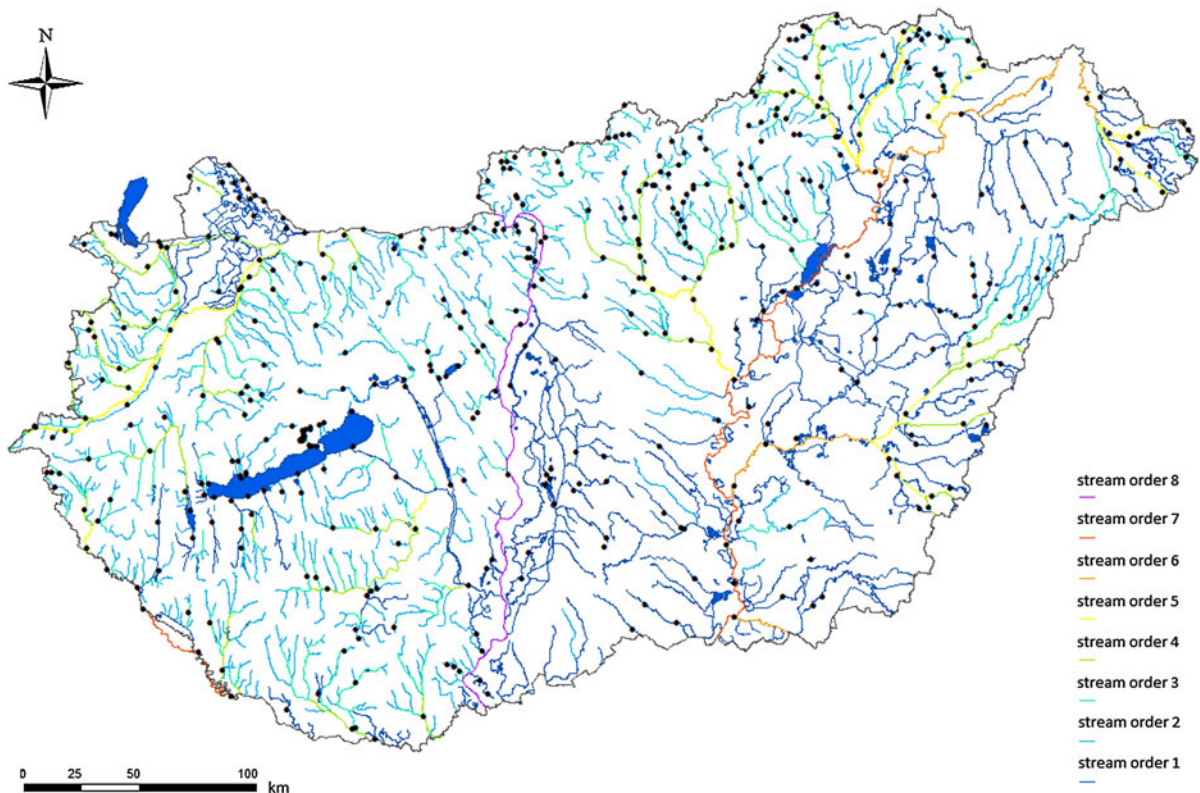 N
stream order 8
stream order 7
stream order 6
stream order 5
stream order 4
stream order 3
stream order 2
stream order 1
0 25 50 100
km